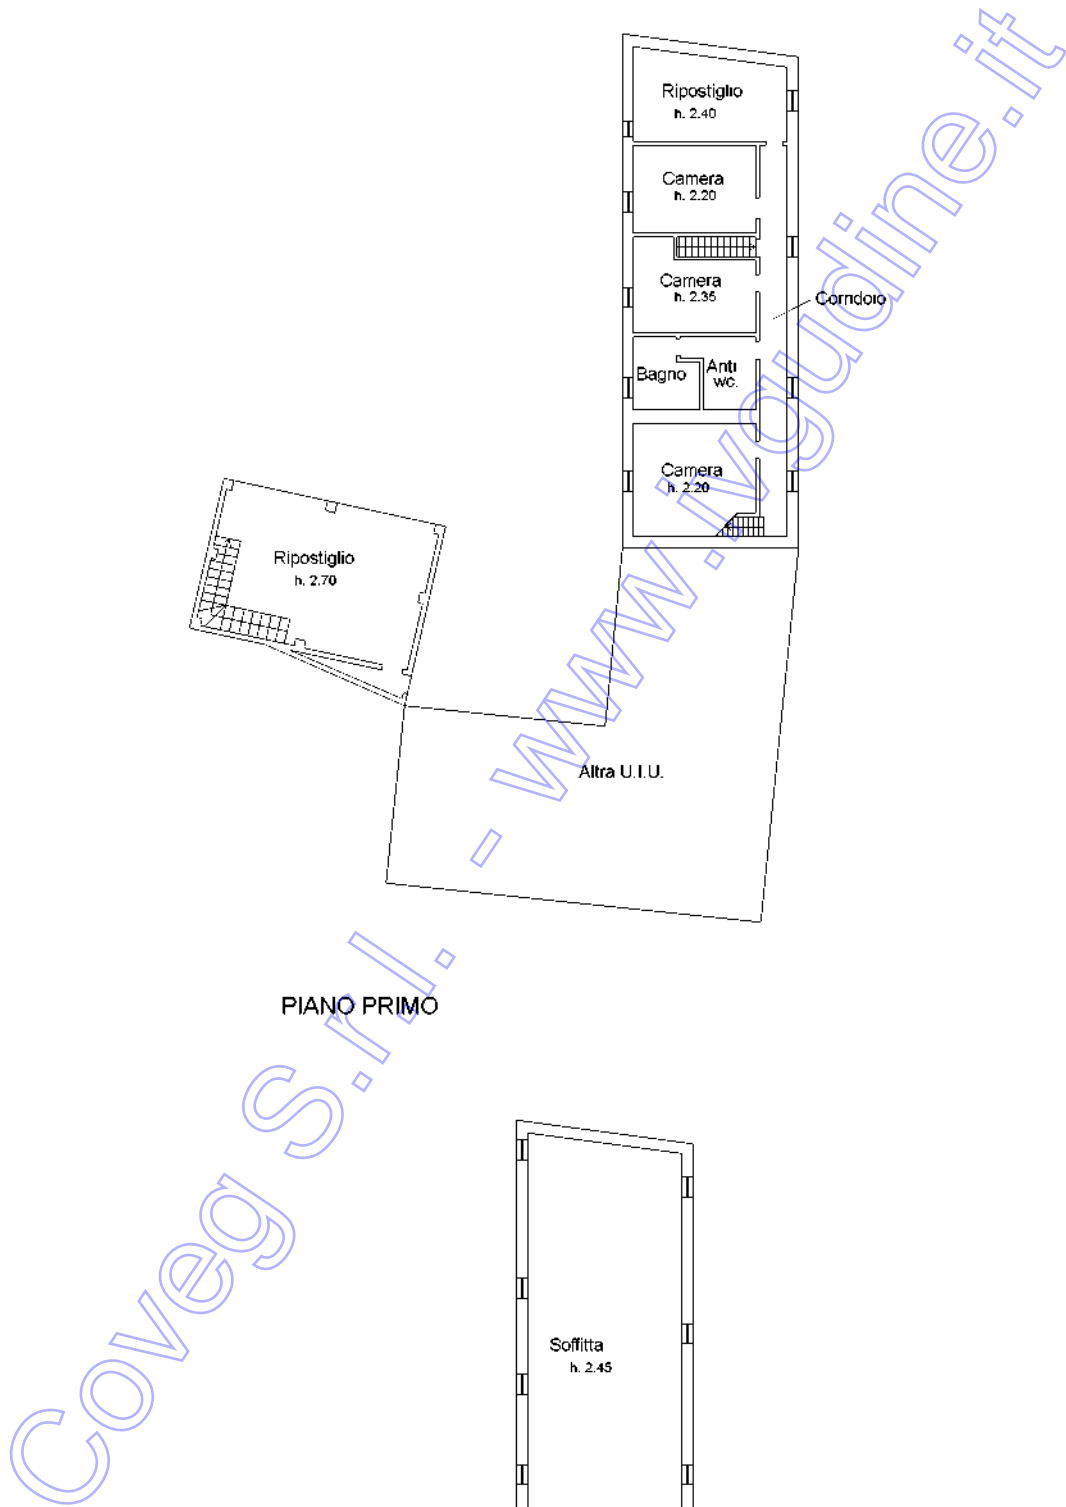 Ripostiglio
h. 2.40
Camera
h. 2.20
Camera
h. 2.35
Corridoio
Bagno
Anti
wc.
Camera
h. 2.20
Ripostiglio
h. 2.70
Altra U.I.U.
PIANO PRIMO
Soffitta
h. 2.45
Coveg S.r.l. - www.ivgudine.it